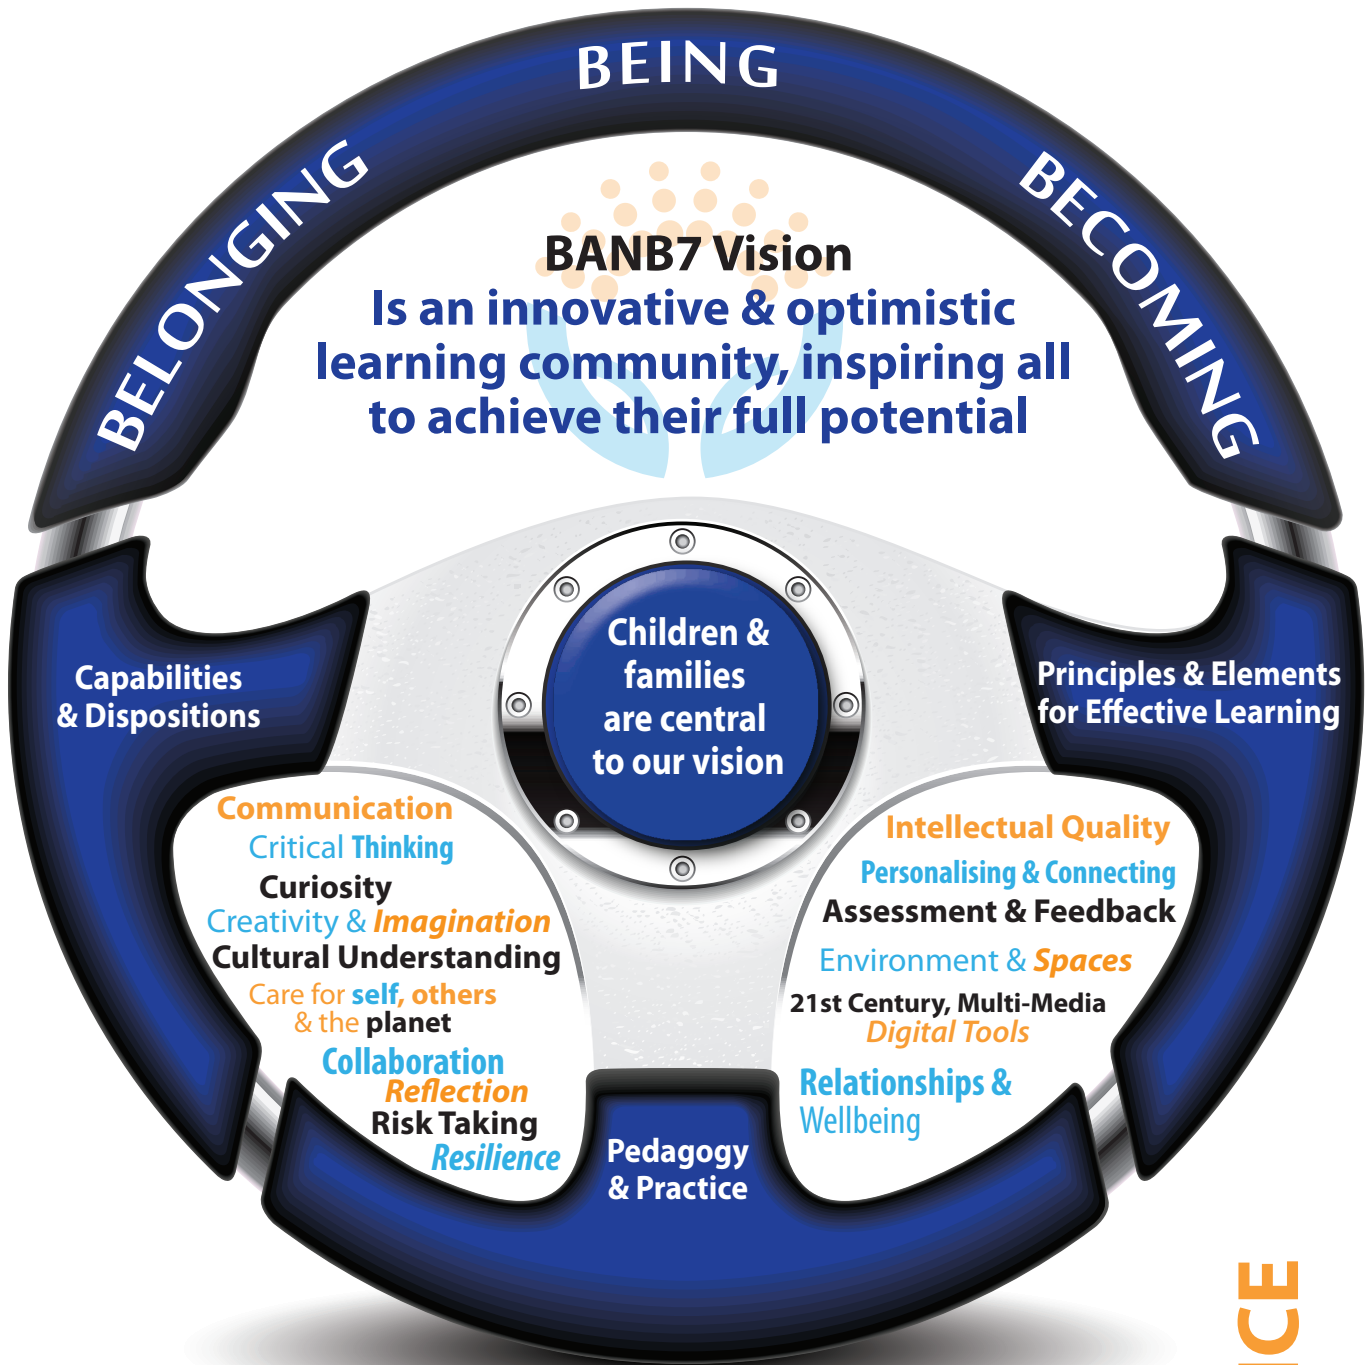 BELONGING
BEING
BECOMING
BANB7 Vision
Is an innovative & optimistic
learning community, inspiring all
to achieve their full potential
Children &
families
are central
to our vision
Capabilities
& Dispositions
Principles & Elements
for Effective Learning
Communication
Critical Thinking
Curiosity
Creativity & Imagination
Cultural Understanding
Care for self, others
& the planet
Collaboration
Reflection
Risk Taking
Resilience
Intellectual Quality
Personalising & Connecting
Assessment & Feedback
Environment & Spaces
21st Century, Multi-Media
Digital Tools
Relationships &
Wellbeing
Pedagogy
& Practice